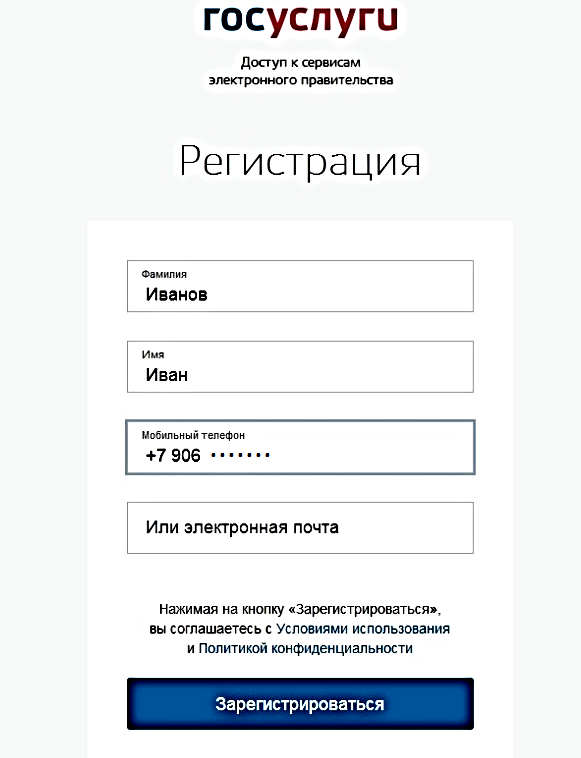 госуслуги
Доступ к сервисам
электронного правительства
Регистрация
Фамилия
Иванов
Имя
Иван
Мобильный телефон
+7 906 •••••••
Или электронная почта
Нажимая на кнопку «Зарегистрироваться»,
вы соглашаетесь с Условиями использования
и Политикой конфиденциальности
Зарегистрироваться